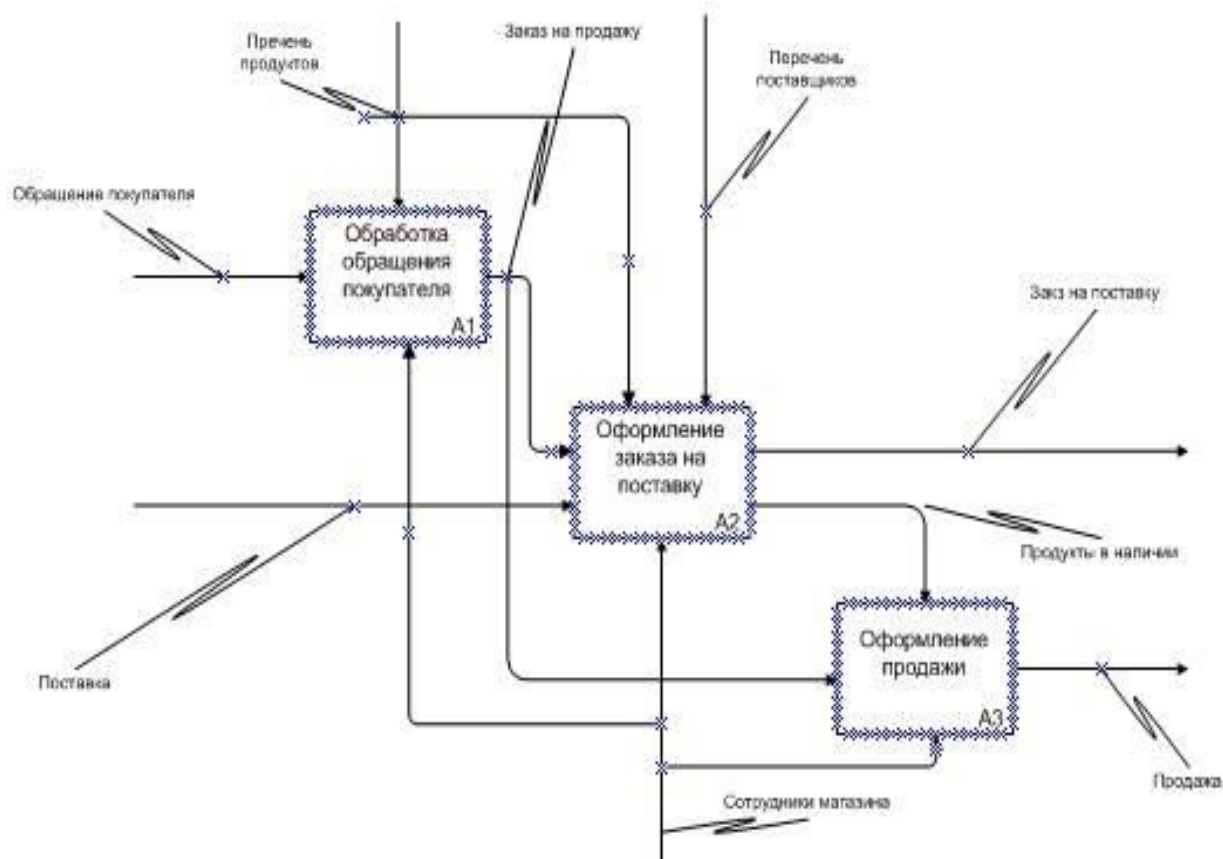 Пречень
продуктов
Заказ на продажу
Перечень
поставщиков
Обращение покупателя
Обработка
обращения
покупателя
A1
Закз на поставку
Оформление
заказа на
поставку
A2
Продукты в наличии
Оформление
продажи
A3
Поставка
Продажа
Сотрудники магазина